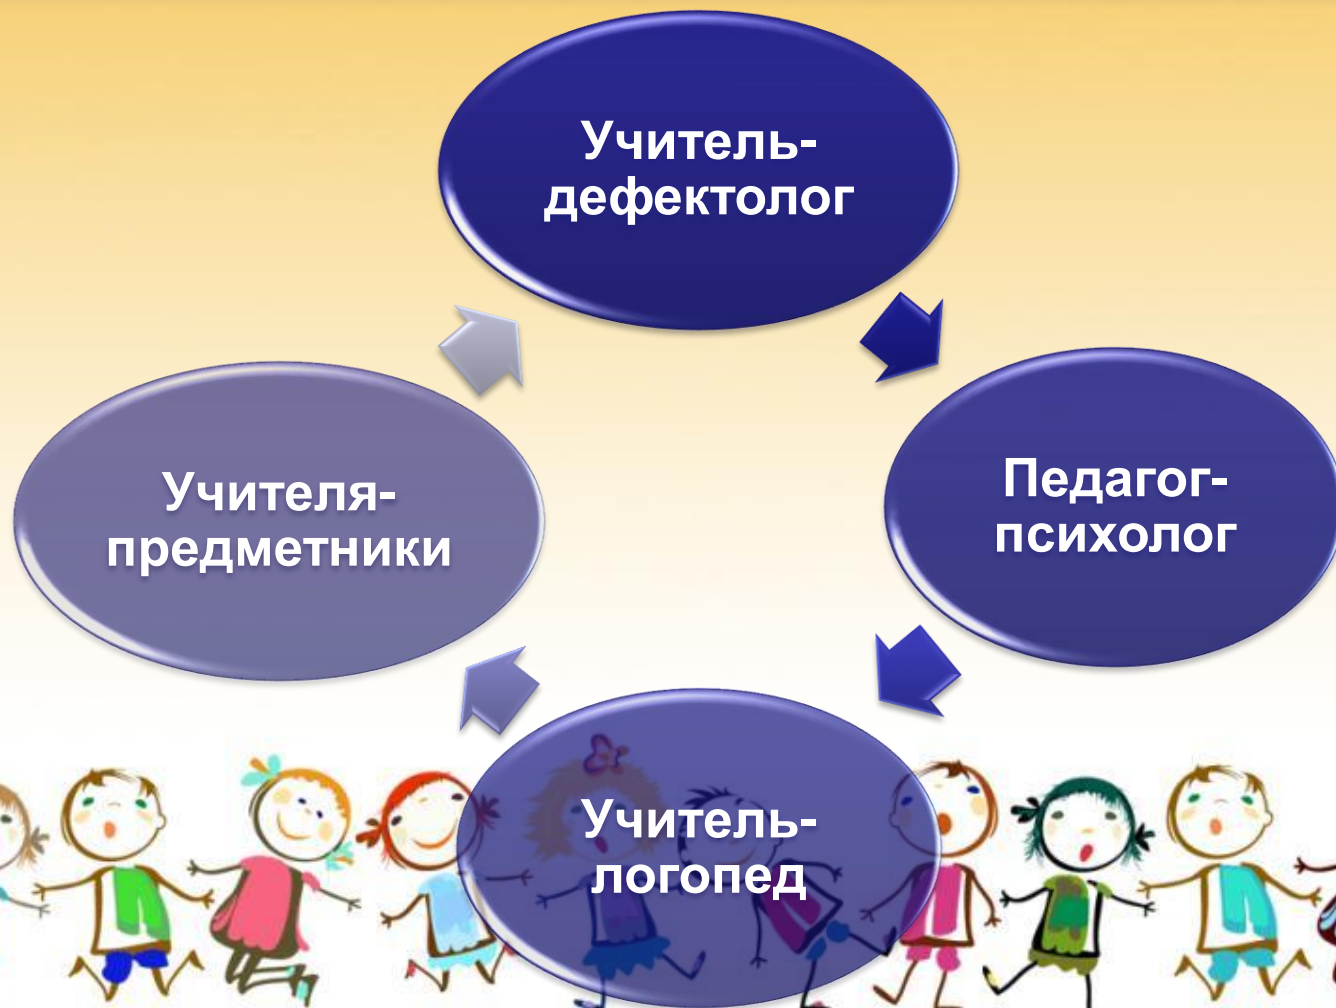 Учитель-
дефектолог
Педагог-
психолог
Учитель-
логопед
Учителя-
предметники